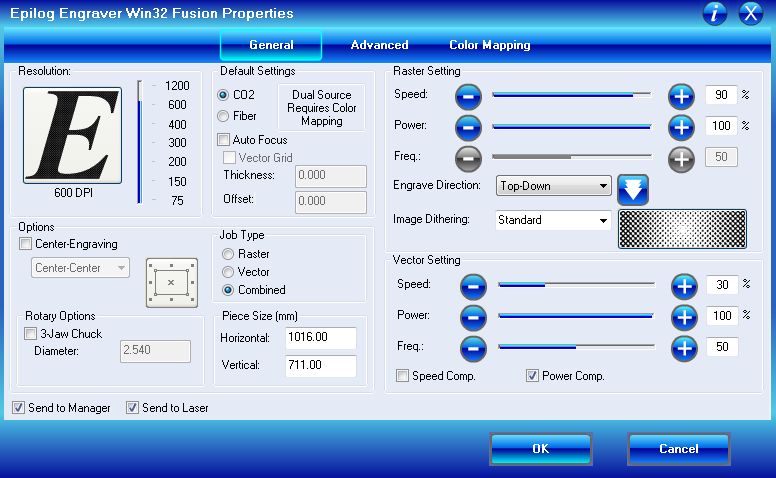 Epilog Engraver Win32 Fusion Properties
i X
General Advanced Color Mapping
Resolution:
E
600 DPI
1200
600
400
300
200
150
75
Default Settings
CO2
Fiber
Dual Source
Requires Color
Mapping
Auto Focus
Vector Grid
Thickness: 0.000
Offset: 0.000
Options
Center-Engraving
Center-Center
Job Type
Raster
Vector
Combined
Rotary Options
3-Jaw Chuck
Diameter: 2.540
Piece Size (mm)
Horizontal: 1016.00
Vertical: 711.00
Send to Manager Send to Laser
Raster Setting
Speed: 90 %
Power: 100 %
Freq.: 50
Engrave Direction: Top-Down
Image Dithering: Standard
Vector Setting
Speed: 30 %
Power: 100 %
Freq.: 50
Speed Comp. Power Comp.
OK Cancel